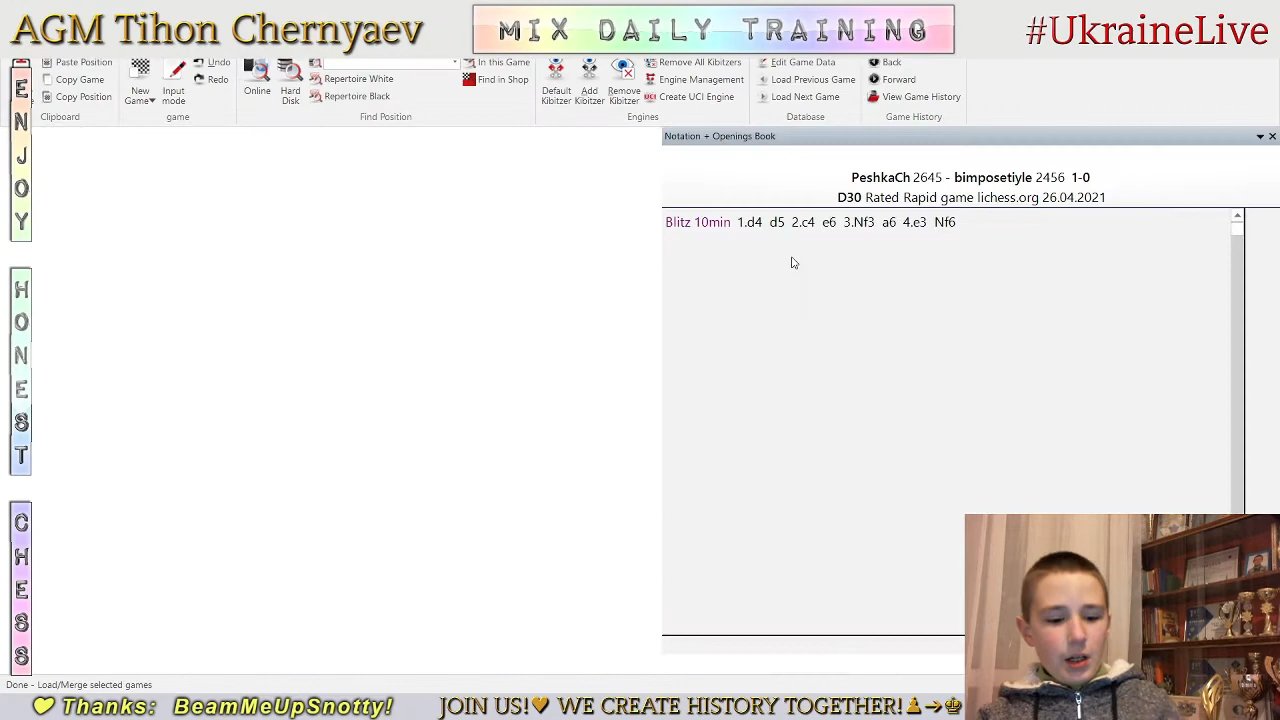 AGM Tihon Chernyaev
MIX DAILY TRAINING
#UkraineLive
Paste Position
Copy Game
Copy Position
Clipboard
New Game
Input mode
Undo
Redo
game
Online
Hard Disk
Repertoire White
Repertoire Black
In this Game
Find in Shop
Find Position
Default Kibitzer
Add Kibitzer
Remove Kibitzer
Remove All Kibitzers
Engine Management
Create UCI Engine
Engines
Edit Game Data
Load Previous Game
Load Next Game
Database
Back
Forward
View Game History
Game History
ENJOY
HONEST
CHESS
Notation + Openings Book
PeshkaCh 2645 - bimposetiyle 2456 1-0
D30 Rated Rapid game lichess.org 26.04.2021
Blitz 10min 1.d4 d5 2.c4 e6 3.Nf3 a6 4.e3 Nf6
Done - Load/Merge selected games
Thanks: BeamMeUpSnotty!
JOIN US! WE CREATE HISTORY TOGETHER!